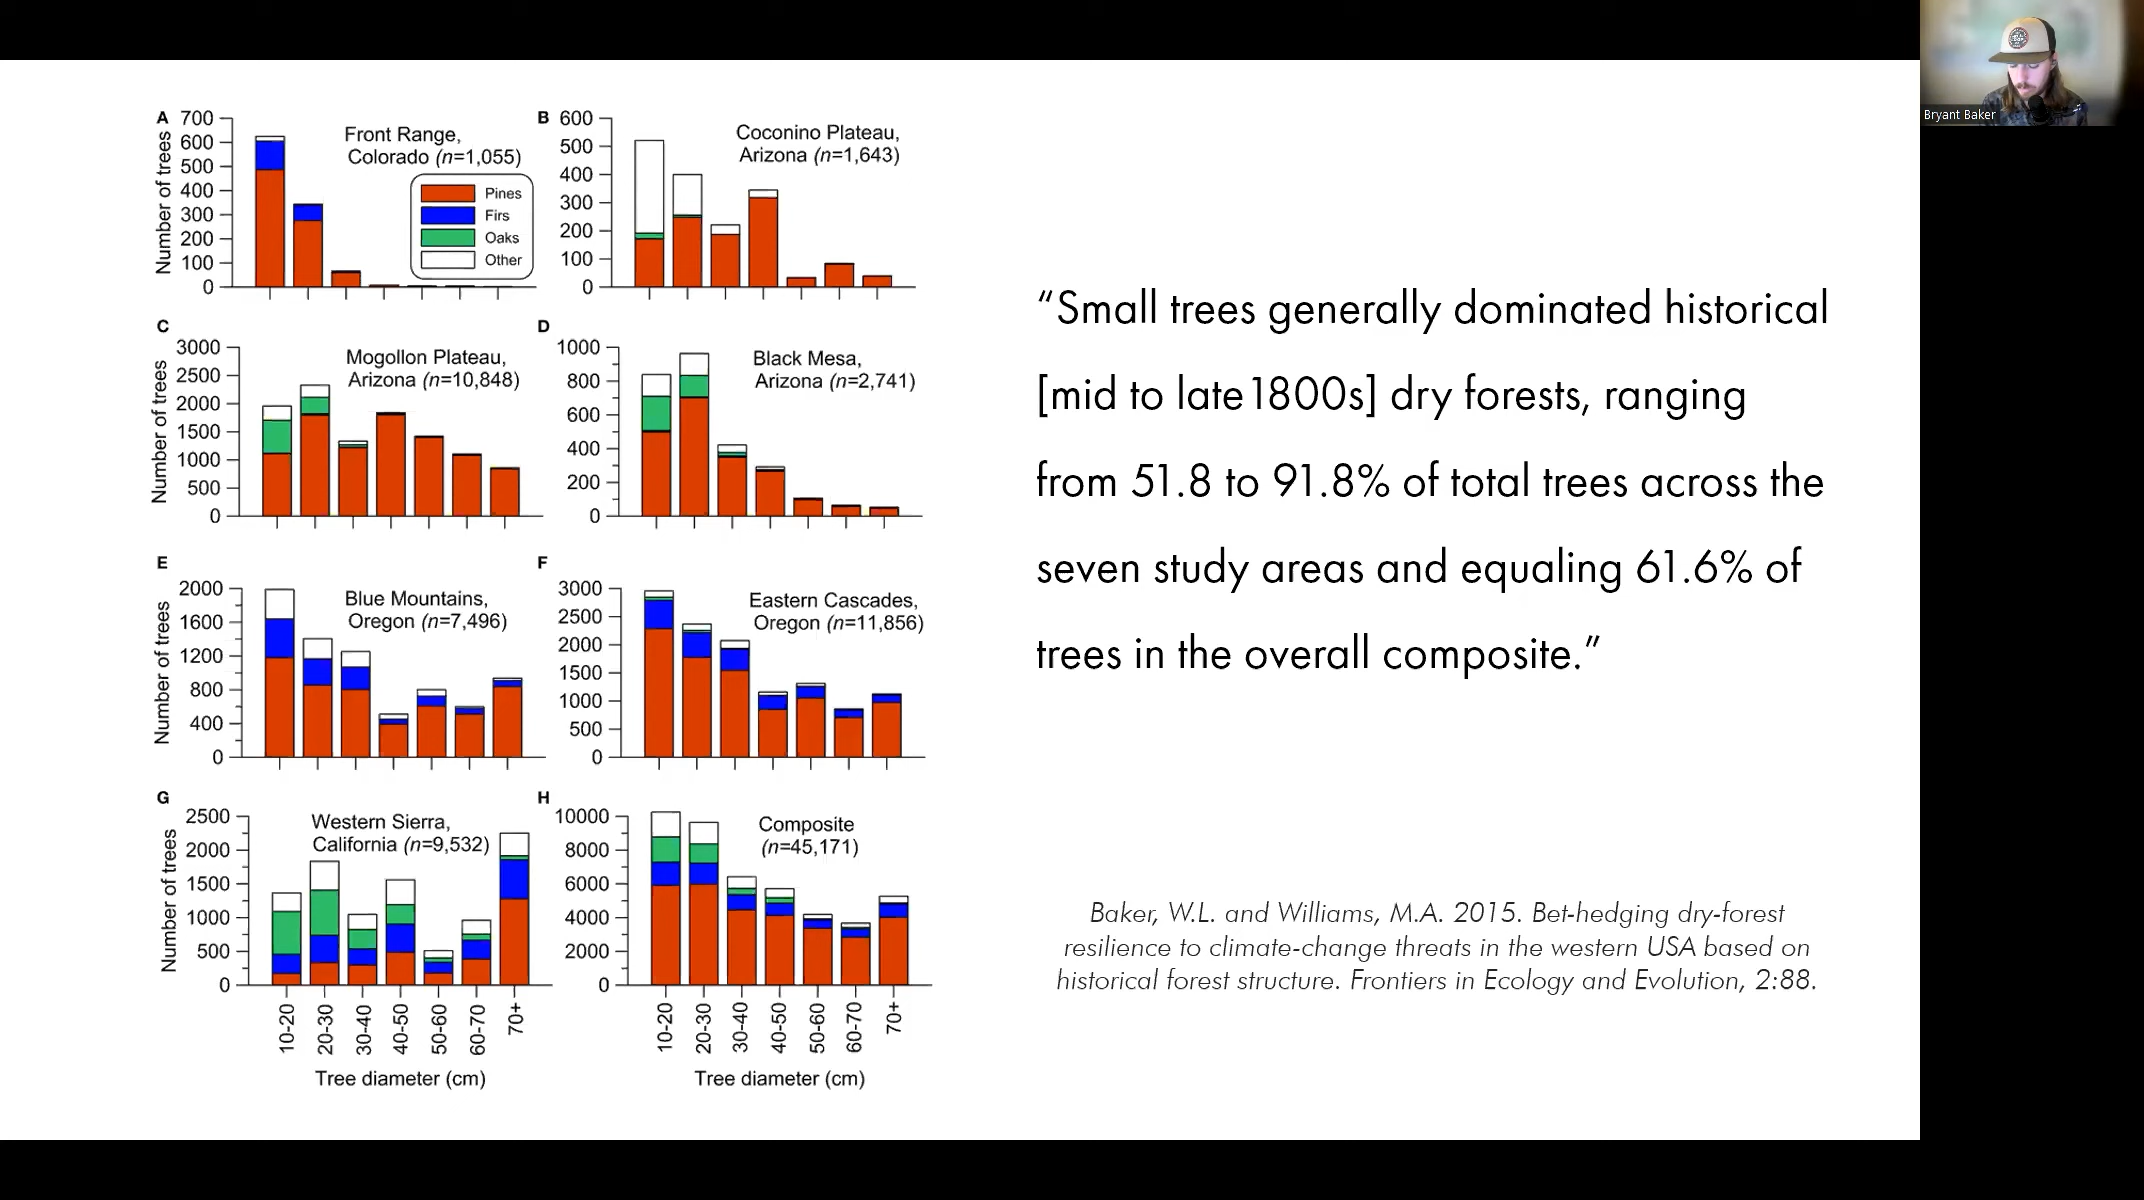 A
700
600
500
400
300
200
100
0
Number of trees
Front Range,
Colorado (n=1,055)
Pines
Firs
Oaks
Other
B
600
500
400
300
200
100
0
Coconino Plateau,
Arizona (n=1,643)
C
3000
2500
2000
1500
1000
500
0
Number of trees
Mogollon Plateau,
Arizona (n=10,848)
D
1000
800
600
400
200
0
Black Mesa,
Arizona (n=2,741)
E
2000
1600
1200
800
400
0
Number of trees
Blue Mountains,
Oregon (n=7,496)
F
3000
2500
2000
1500
1000
500
0
Eastern Cascades,
Oregon (n=11,856)
G
2500
2000
1500
1000
500
0
Number of trees
Western Sierra,
California (n=9,532)
10-20
20-30
30-40
40-50
50-60
60-70
70+
Tree diameter (cm)
H
10000
8000
6000
4000
2000
0
Composite
(n=45,171)
10-20
20-30
30-40
40-50
50-60
60-70
70+
Tree diameter (cm)
“Small trees generally dominated historical
[mid to late1800s] dry forests, ranging
from 51.8 to 91.8% of total trees across the
seven study areas and equaling 61.6% of
trees in the overall composite.”
Baker, W.L. and Williams, M.A. 2015. Bet-hedging dry-forest
resilience to climate-change threats in the western USA based on
historical forest structure. Frontiers in Ecology and Evolution, 2:88.
Bryant Baker